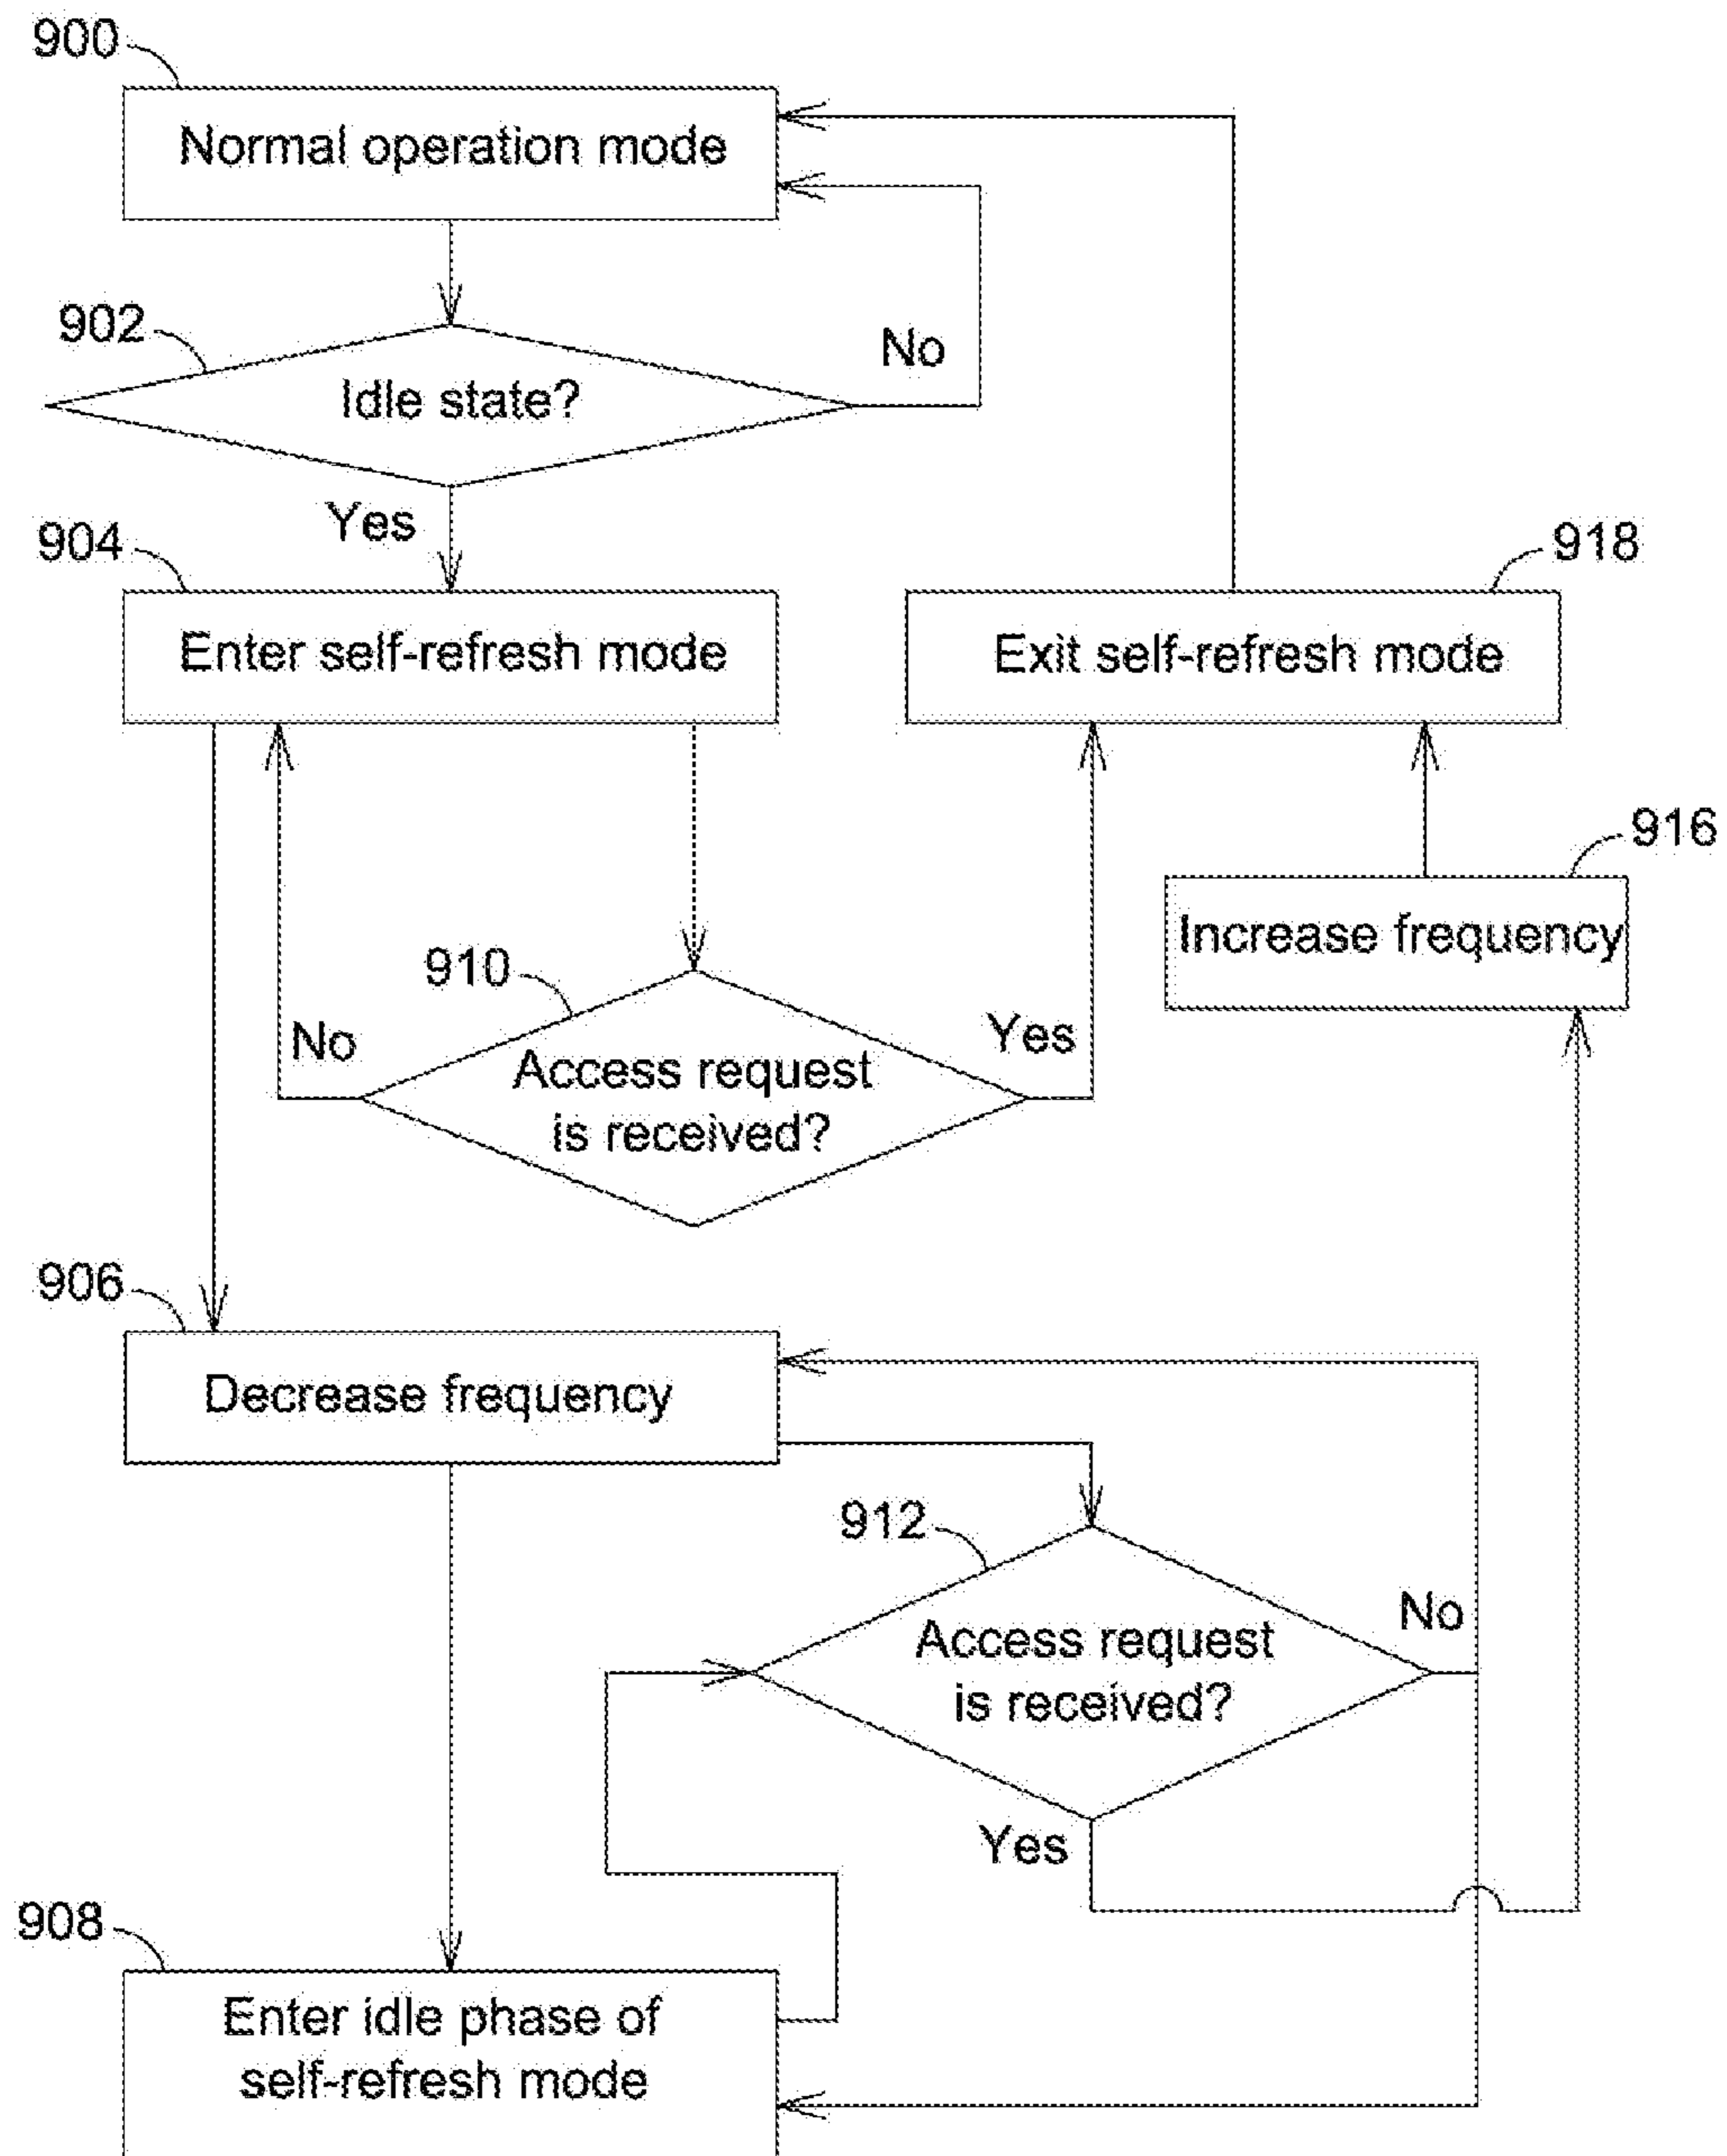 900
Normal operation mode
902
Idle state?
No
Yes
904
Enter self-refresh mode
918
Exit self-refresh mode
916
Increase frequency
910
No
Access request
is received?
Yes
906
Decrease frequency
912
Access request
is received?
No
Yes
908
Enter idle phase of
self-refresh mode